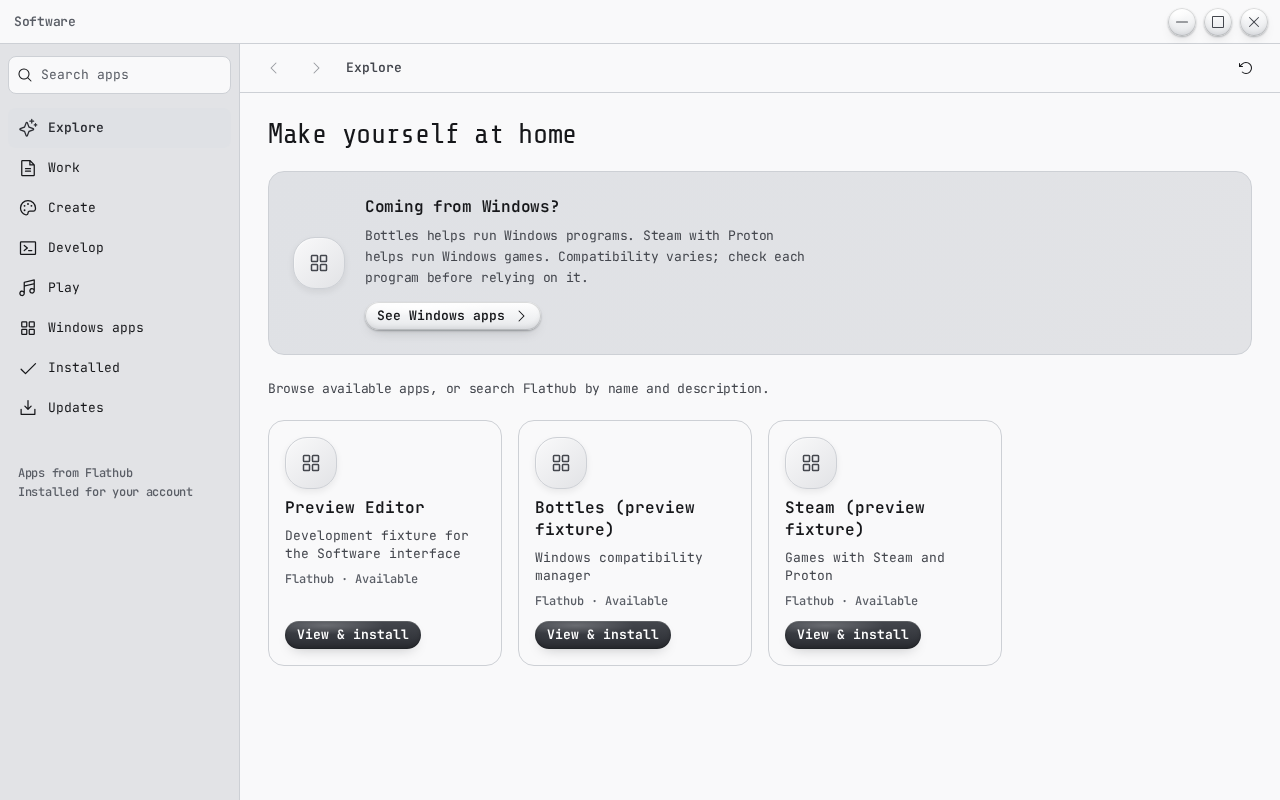 Software
Search apps
Explore
Work
Create
Develop
Play
Windows apps
Installed
Updates
Apps from Flathub
Installed for your account
Explore
Make yourself at home
Coming from Windows?
Bottles helps run Windows programs. Steam with Proton
helps run Windows games. Compatibility varies; check each
program before relying on it.
See Windows apps
Browse available apps, or search Flathub by name and description.
Preview Editor
Development fixture for
the Software interface
Flathub · Available
View & install
Bottles (preview
fixture)
Windows compatibility
manager
Flathub · Available
View & install
Steam (preview
fixture)
Games with Steam and
Proton
Flathub · Available
View & install